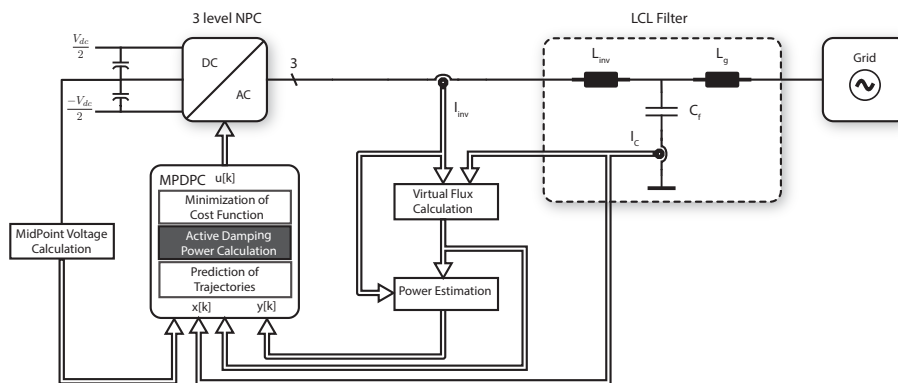 3 level NPC
LCL Filter
V_dc
2
DC
AC
-V_dc
2
3
L_inv
L_g
Grid
C_f
I_inv
I_C
MPDPC
u[k]
Minimization of
Cost Function
Active Damping
Power Calculation
Prediction of
Trajectories
x[k]
y[k]
Virtual Flux
Calculation
MidPoint Voltage
Calculation
Power Estimation